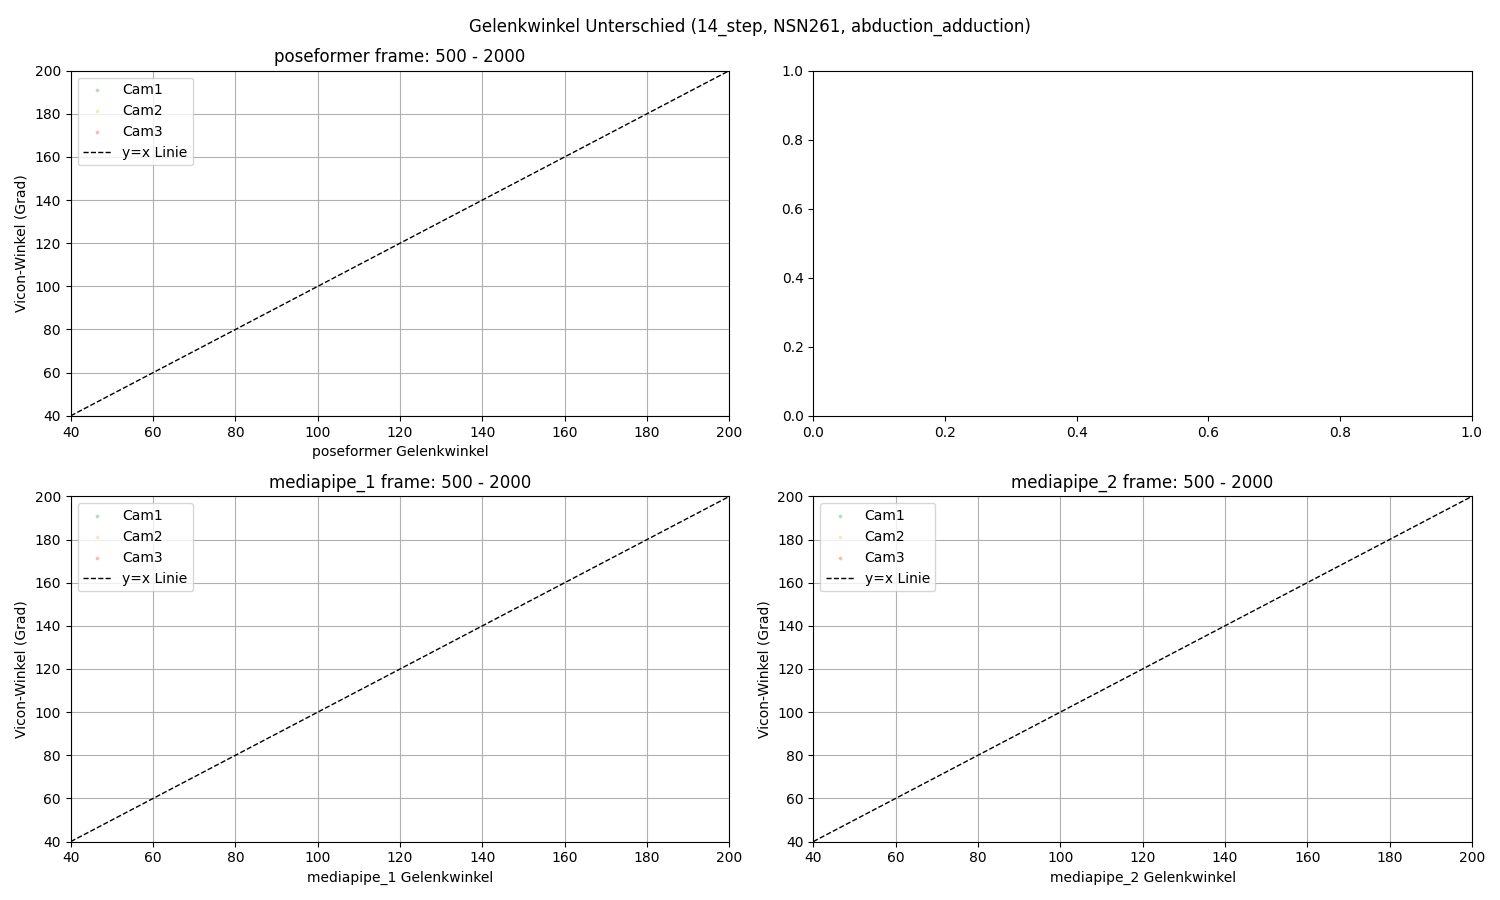 Gelenkwinkel Unterschied (14_step, NSN261, abduction_adduction)
poseformer frame: 500 - 2000
Cam1
Cam2
Cam3
y=x Linie
Vicon-Winkel (Grad)
200
180
160
140
120
100
80
60
40
40 60 80 100 120 140 160 180 200
poseformer Gelenkwinkel
1.0
0.8
0.6
0.4
0.2
0.0
0.0 0.2 0.4 0.6 0.8 1.0
mediapipe_1 frame: 500 - 2000
Cam1
Cam2
Cam3
y=x Linie
Vicon-Winkel (Grad)
200
180
160
140
120
100
80
60
40
40 60 80 100 120 140 160 180 200
mediapipe_1 Gelenkwinkel
mediapipe_2 frame: 500 - 2000
Cam1
Cam2
Cam3
y=x Linie
Vicon-Winkel (Grad)
200
180
160
140
120
100
80
60
40
40 60 80 100 120 140 160 180 200
mediapipe_2 Gelenkwinkel